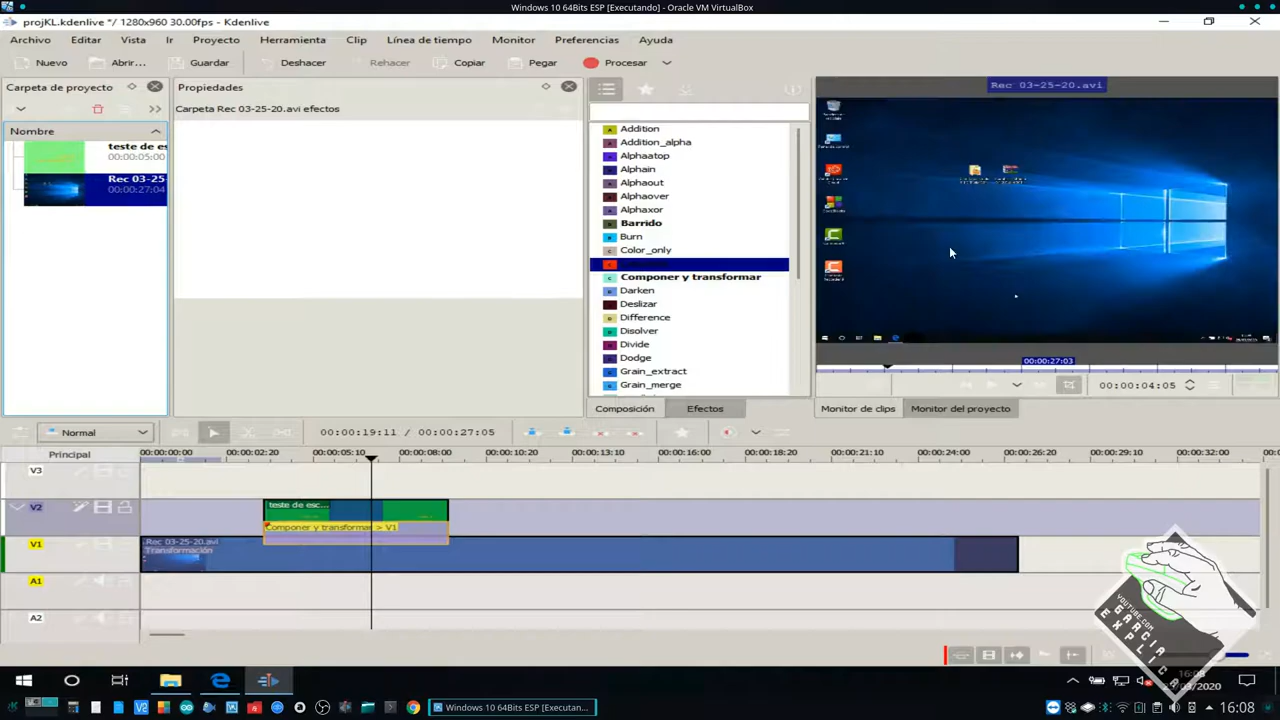 Windows 10 64Bits ESP [Executando] - Oracle VM VirtualBox
projKL.kdenlive */ 1280x960 30.00fps - Kdenlive
Archivo Editar Vista Ir Proyecto Herramienta Clip Línea de tiempo Monitor Preferencias Ayuda
Nuevo Abrir... Guardar Deshacer Rehacer Copiar Pegar Procesar
Carpeta de proyecto
Propiedades
Carpeta Rec 03-25-20.avi efectos
Nombre
teste de es
00:00:05:00
Rec 03-25
00:00:27:04
Addition
Addition_alpha
Alphaatop
Alphain
Alphaout
Alphaover
Alphaxor
Barrido
Burn
Color_only
Componer y transformar
Darken
Deslizar
Difference
Disolver
Divide
Dodge
Grain_extract
Grain_merge
Composición Efectos
Rec 03-25-20.avi
00:00:27:03
00:00:04:05
Monitor de clips Monitor del proyecto
Normal
00:00:19:11 / 00:00:27:05
Principal
00:00:00:00 00:00:02:20 00:00:05:10 00:00:08:00 00:00:10:20 00:00:13:10 00:00:16:00 00:00:18:20 00:00:21:10 00:00:24:00 00:00:26:20 00:00:29:10 00:00:32:00 00:0
V3
V2
teste de esc...
Componer y transformar > V1
V1
Rec 03-25-20.avi
Transformación
A1
A2
YOUTUBE.COM
EGARCIA
EXPLICA
16:08
/03/2020
Windows 10 64Bits ESP [Executan...
16:08